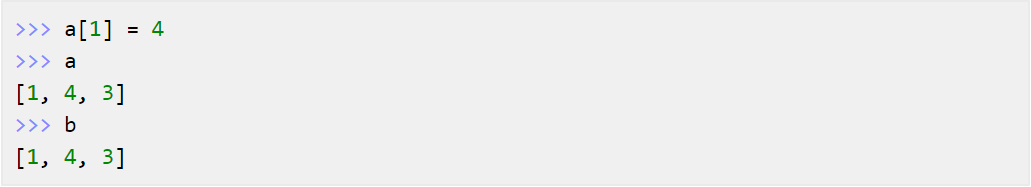 >>> a[1] = 4
>>> a
[1, 4, 3]
>>> b
[1, 4, 3]